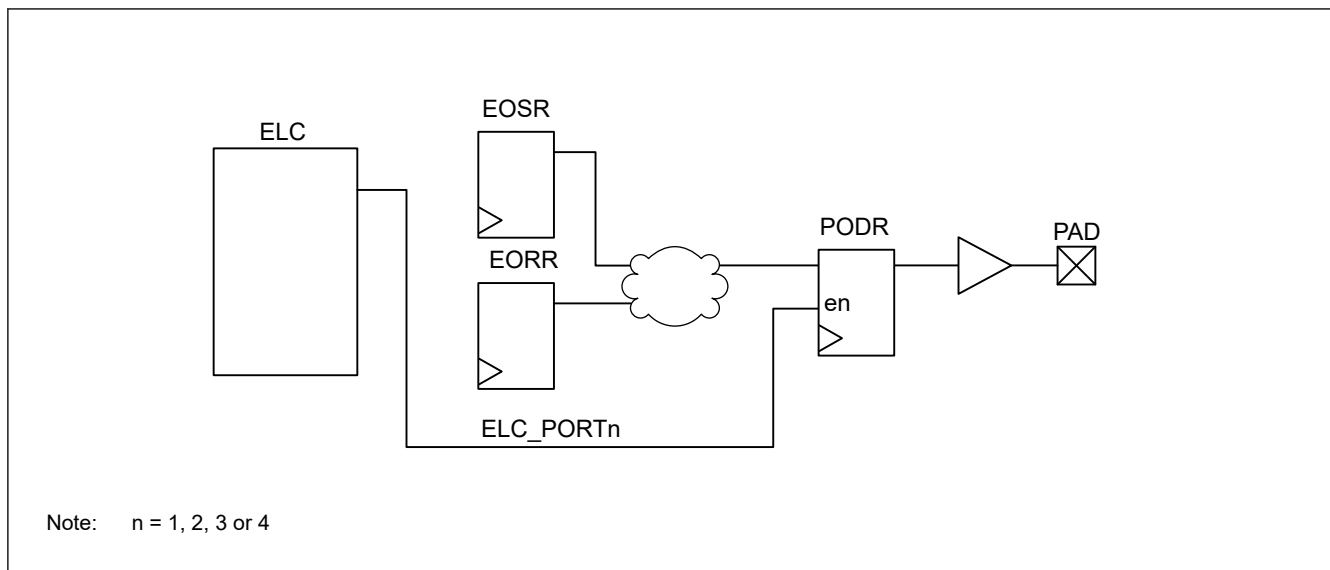 EOSR
ELC
PODR
PAD
EORR
en
ELC_PORTn
Note: n = 1, 2, 3 or 4